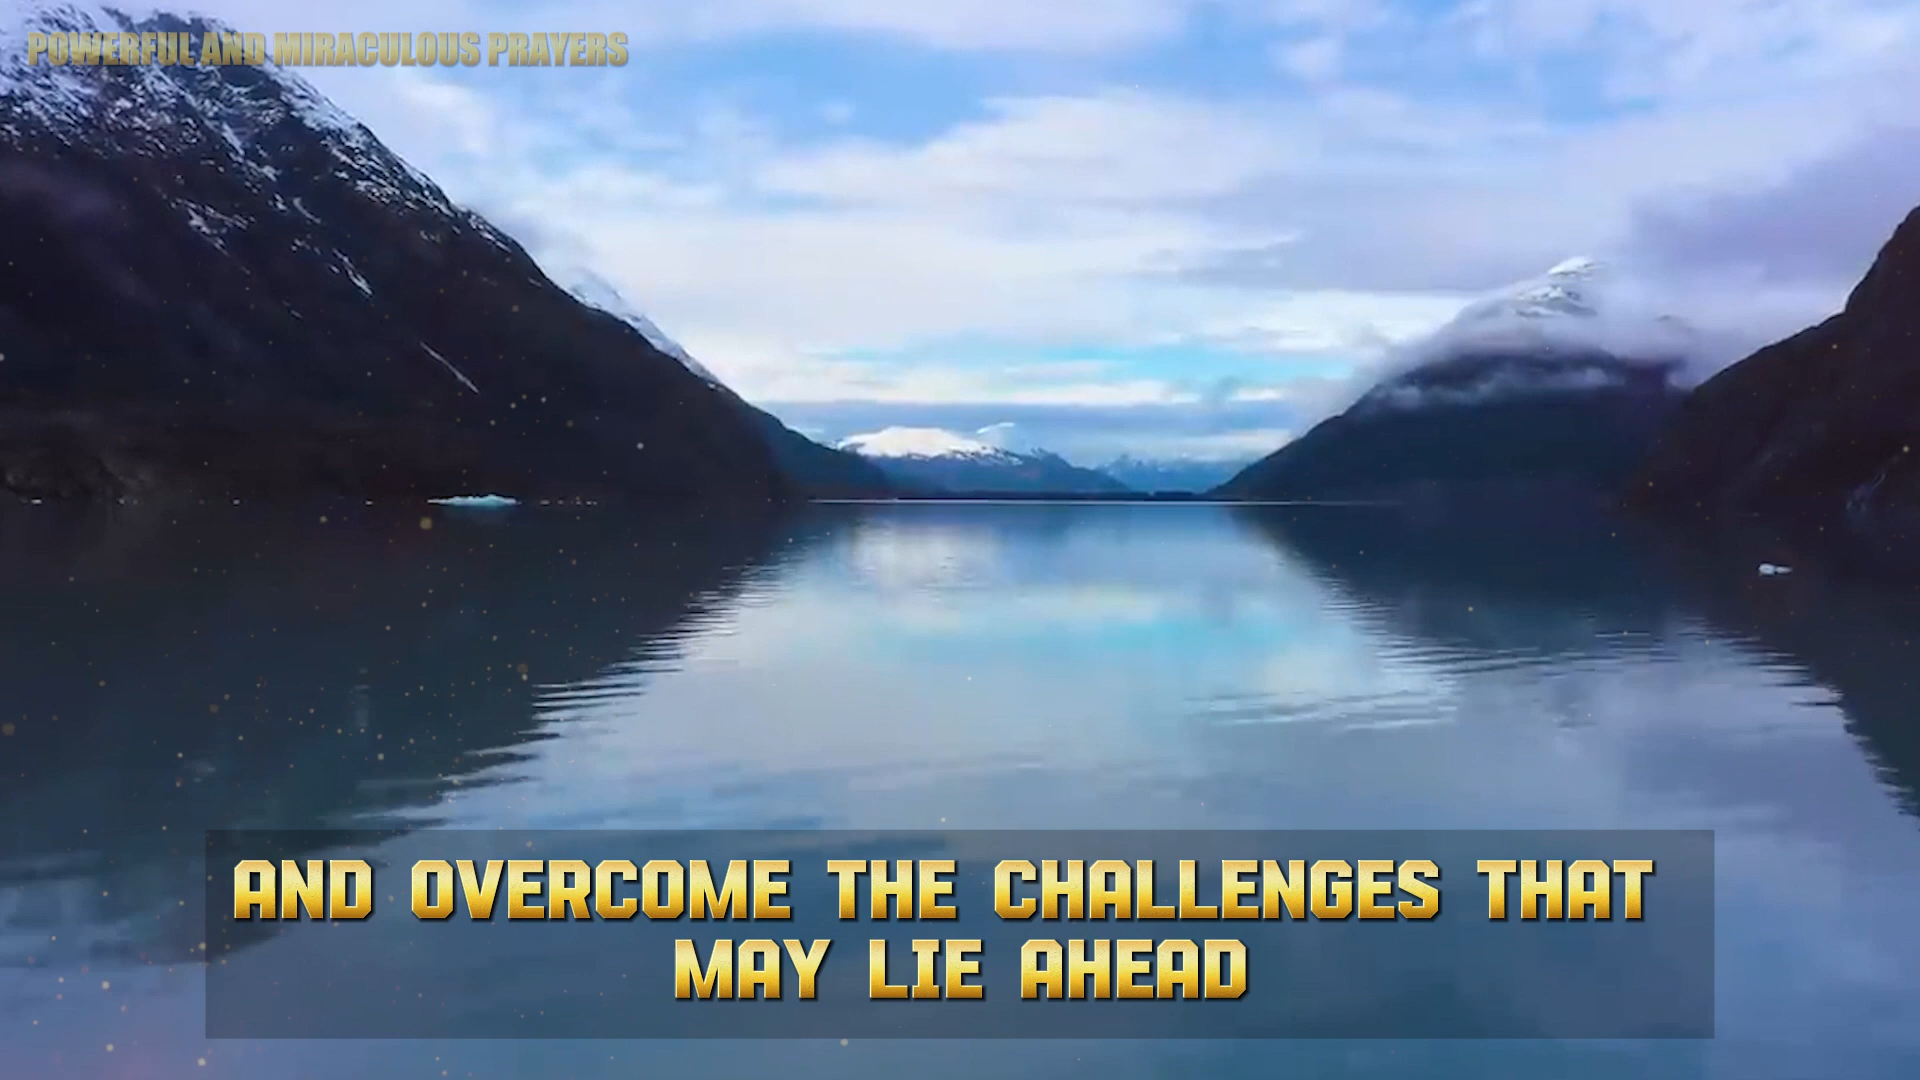 POWERFUL AND MIRACULOUS PRAYERS
AND OVERCOME THE CHALLENGES THAT
MAY LIE AHEAD